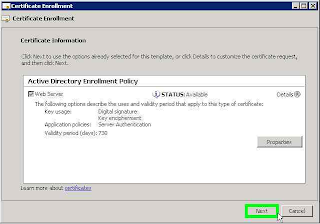 Certificate Enrollment
Certificate Enrollment
Certificate Information
Click Next to use the options already selected for this template, or click Details to customize the certificate request,
and then click Next.
Active Directory Enrollment Policy
Web Server STATUS: Available Details
The following options describe the uses and validity period that apply to this type of certificate:
Key usage: Digital signature
Key encipherment
Application policies: Server Authentication
Validity period (days): 730
Properties
Learn more about certificates
Next Cancel